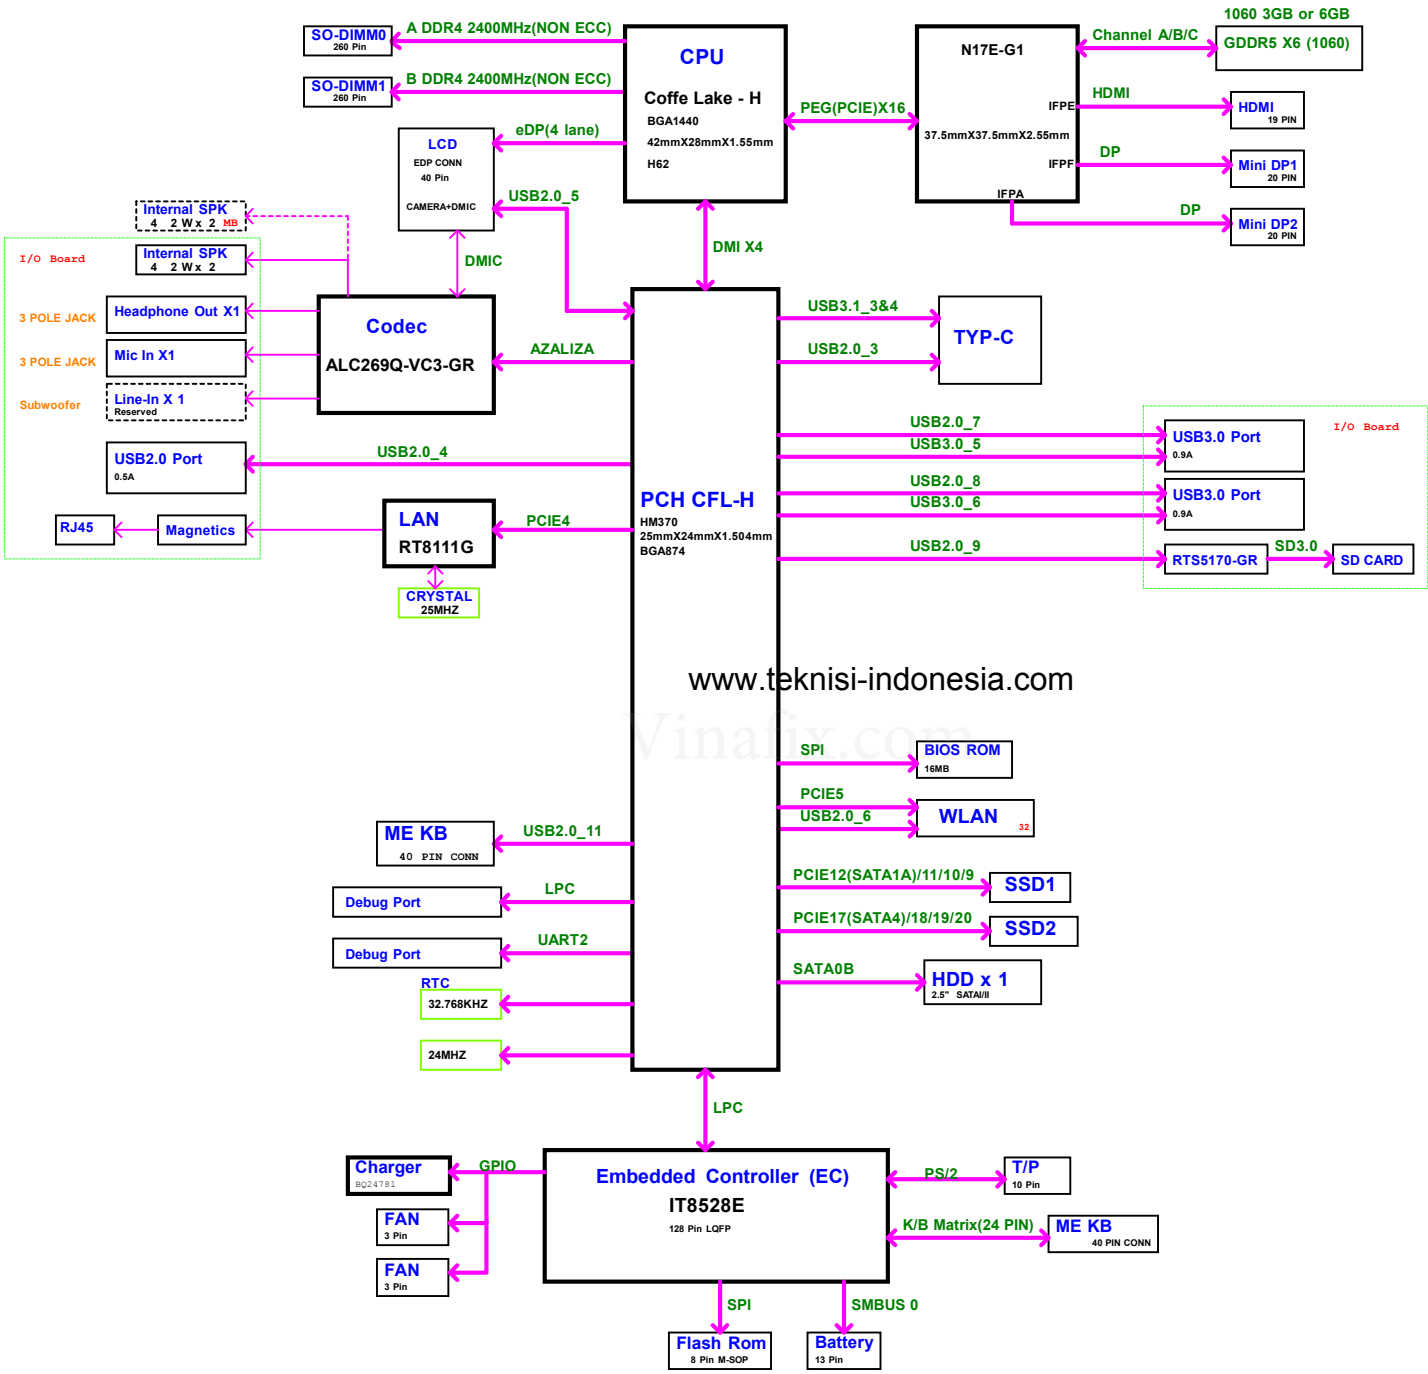 1060 3GB or 6GB
SO-DIMM0
260 Pin
A DDR4 2400MHz(NON ECC)
SO-DIMM1
260 Pin
B DDR4 2400MHz(NON ECC)
CPU
Coffe Lake - H
BGA1440
42mmX28mmX1.55mm
H62
PEG(PCIE)X16
N17E-G1
37.5mmX37.5mmX2.55mm
IFPE
IFPF
IFPA
Channel A/B/C
GDDR5 X6 (1060)
HDMI
HDMI
19 PIN
DP
Mini DP1
20 PIN
DP
Mini DP2
20 PIN
eDP(4 lane)
LCD
EDP CONN
40 Pin
CAMERA+DMIC
USB2.0_5
DMIC
DMI X4
Internal SPK
4 2 W x 2 MB
I/O Board
Internal SPK
4 2 W x 2
3 POLE JACK
Headphone Out X1
3 POLE JACK
Mic In X1
Subwoofer
Line-In X 1
Reserved
Codec
ALC269Q-VC3-GR
AZALIZA
USB2.0 Port
0.5A
USB2.0_4
RJ45
Magnetics
LAN
RT8111G
PCIE4
CRYSTAL
25MHZ
PCH CFL-H
HM370
25mmX24mmX1.504mm
BGA874
USB3.1_3&4
USB2.0_3
TYP-C
USB2.0_7
USB3.0_5
USB3.0 Port
0.9A
I/O Board
USB2.0_8
USB3.0_6
USB3.0 Port
0.9A
USB2.0_9
RTS5170-GR
SD3.0
SD CARD
www.teknisi-indonesia.com
Vinafix.com
SPI
BIOS ROM
16MB
PCIE5
USB2.0_6
WLAN
32
ME KB
40 PIN CONN
USB2.0_11
Debug Port
LPC
Debug Port
UART2
RTC
32.768KHZ
24MHZ
PCIE12(SATA1A)/11/10/9
SSD1
PCIE17(SATA4)/18/19/20
SSD2
SATA0B
HDD x 1
2.5" SATAI/II
LPC
Charger
BQ24781
GPIO
FAN
3 Pin
FAN
3 Pin
Embedded Controller (EC)
IT8528E
128 Pin LQFP
PS/2
T/P
10 Pin
K/B Matrix(24 PIN)
ME KB
40 PIN CONN
SPI
Flash Rom
8 Pin M-SOP
SMBUS 0
Battery
13 Pin